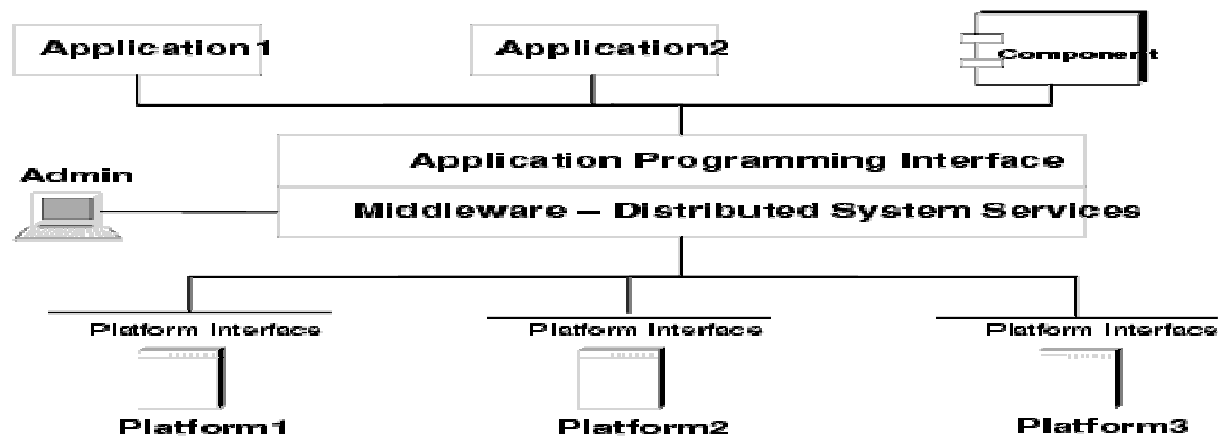 Application1
Application2
Component
Application Programming Interface
Admin
Middleware – Distributed System Services
Platform Interface
Platform Interface
Platform Interface
Platform1
Platform2
Platform3